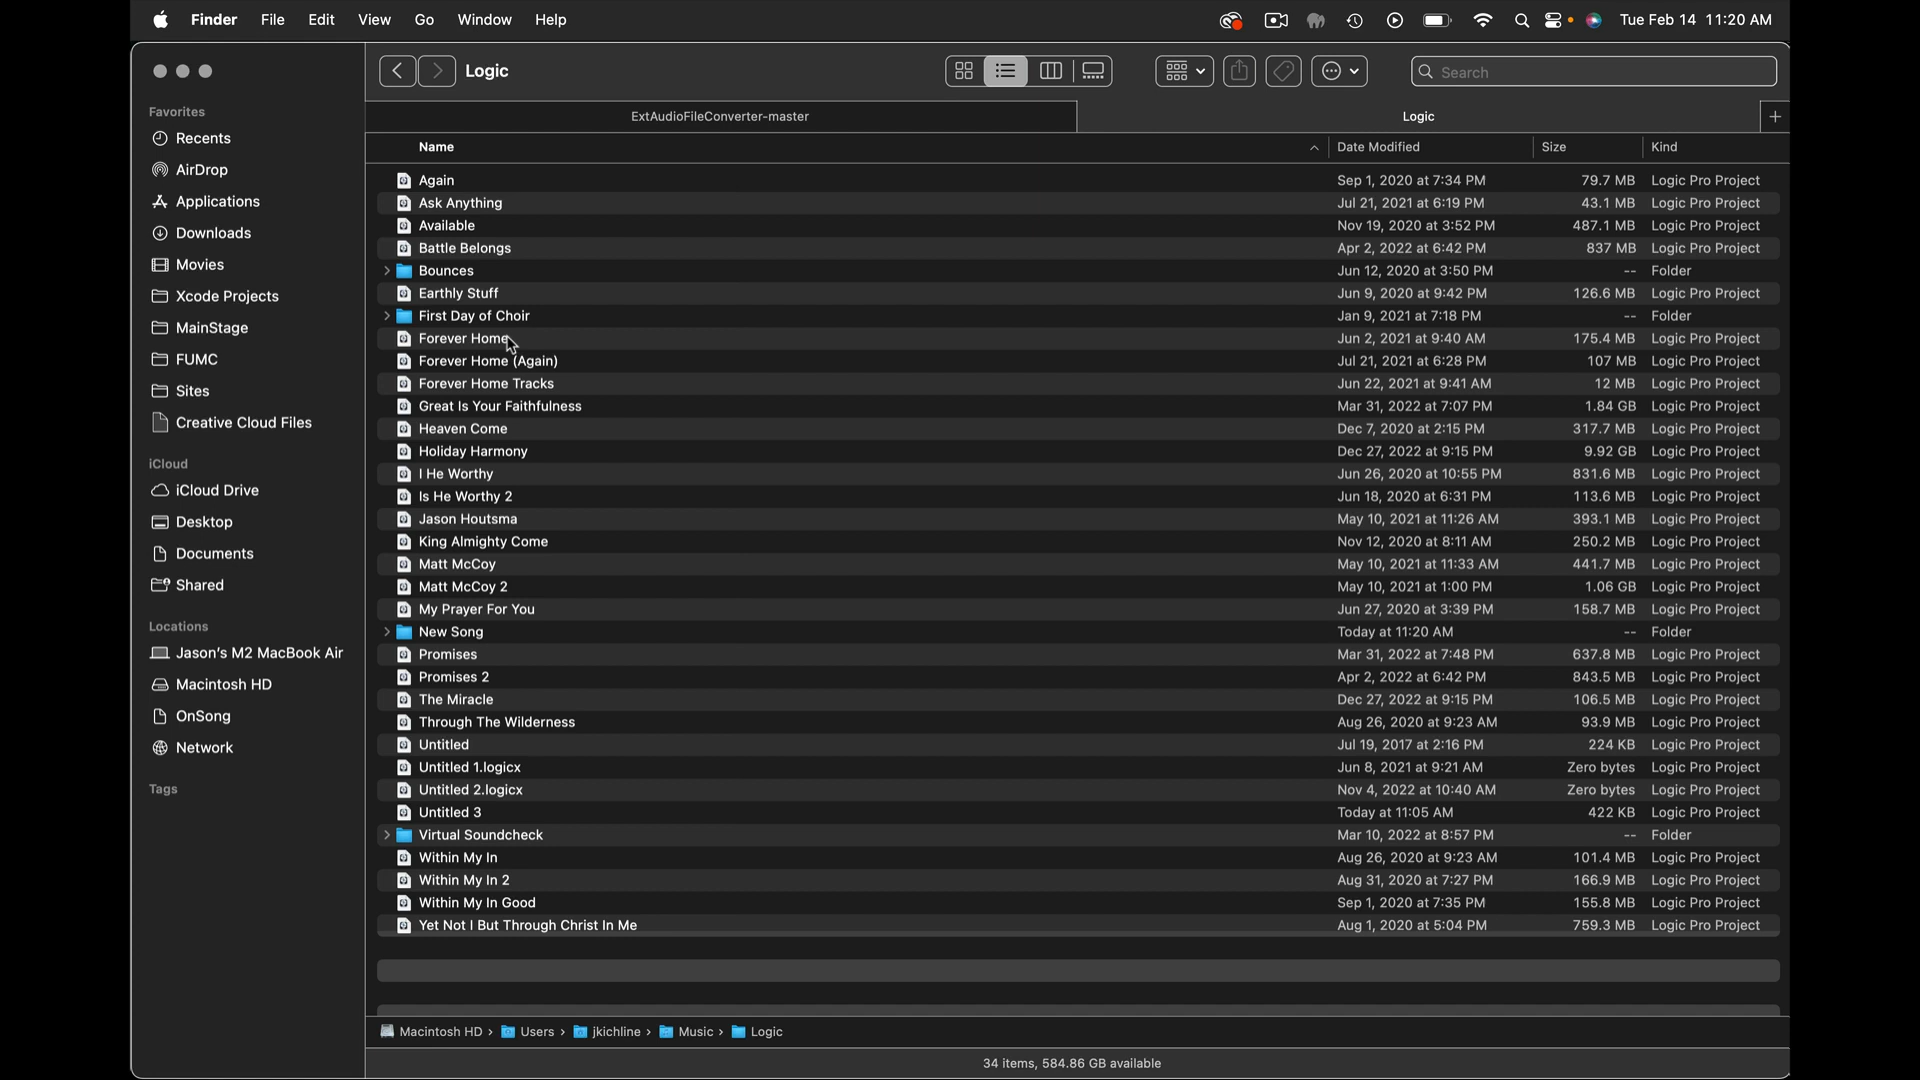 Finder File Edit View Go Window Help Tue Feb 14 11:20 AM
Logic Search
ExtAudioFileConverter-master Logic +
Favorites
Recents
AirDrop
Applications
Downloads
Movies
Xcode Projects
MainStage
FUMC
Sites
Creative Cloud Files
iCloud
iCloud Drive
Desktop
Documents
Shared
Locations
Jason's M2 MacBook Air
Macintosh HD
OnSong
Network
Tags
Name Date Modified Size Kind
Again Sep 1, 2020 at 7:34 PM 79.7 MB Logic Pro Project
Ask Anything Jul 21, 2021 at 6:19 PM 43.1 MB Logic Pro Project
Available Nov 19, 2020 at 3:52 PM 487.1 MB Logic Pro Project
Battle Belongs Apr 2, 2022 at 6:42 PM 837 MB Logic Pro Project
Bounces Jun 12, 2020 at 3:50 PM -- Folder
Earthly Stuff Jun 9, 2020 at 9:42 PM 126.6 MB Logic Pro Project
First Day of Choir Jan 9, 2021 at 7:18 PM -- Folder
Forever Home Jun 2, 2021 at 9:40 AM 175.4 MB Logic Pro Project
Forever Home (Again) Jul 21, 2021 at 6:28 PM 107 MB Logic Pro Project
Forever Home Tracks Jun 22, 2021 at 9:41 AM 12 MB Logic Pro Project
Great Is Your Faithfulness Mar 31, 2022 at 7:07 PM 1.84 GB Logic Pro Project
Heaven Come Dec 7, 2020 at 2:15 PM 317.7 MB Logic Pro Project
Holiday Harmony Dec 27, 2022 at 9:15 PM 9.92 GB Logic Pro Project
I He Worthy Jun 26, 2020 at 10:55 PM 831.6 MB Logic Pro Project
Is He Worthy 2 Jun 18, 2020 at 6:31 PM 113.6 MB Logic Pro Project
Jason Houtsma May 10, 2021 at 11:26 AM 393.1 MB Logic Pro Project
King Almighty Come Nov 12, 2020 at 8:11 AM 250.2 MB Logic Pro Project
Matt McCoy May 10, 2021 at 11:33 AM 441.7 MB Logic Pro Project
Matt McCoy 2 May 10, 2021 at 1:00 PM 1.06 GB Logic Pro Project
My Prayer For You Jun 27, 2020 at 3:39 PM 158.7 MB Logic Pro Project
New Song Today at 11:20 AM -- Folder
Promises Mar 31, 2022 at 7:48 PM 637.8 MB Logic Pro Project
Promises 2 Apr 2, 2022 at 6:42 PM 843.5 MB Logic Pro Project
The Miracle Dec 27, 2022 at 9:15 PM 106.5 MB Logic Pro Project
Through The Wilderness Aug 26, 2020 at 9:23 AM 93.9 MB Logic Pro Project
Untitled Jul 19, 2017 at 2:16 PM 224 KB Logic Pro Project
Untitled 1.logicx Jun 8, 2021 at 9:21 AM Zero bytes Logic Pro Project
Untitled 2.logicx Nov 4, 2022 at 10:40 AM Zero bytes Logic Pro Project
Untitled 3 Today at 11:05 AM 422 KB Logic Pro Project
Virtual Soundcheck Mar 10, 2022 at 8:57 PM -- Folder
Within My In Aug 26, 2020 at 9:23 AM 101.4 MB Logic Pro Project
Within My In 2 Aug 31, 2020 at 7:27 PM 166.9 MB Logic Pro Project
Within My In Good Sep 1, 2020 at 7:35 PM 155.8 MB Logic Pro Project
Yet Not I But Through Christ In Me Aug 1, 2020 at 5:04 PM 759.3 MB Logic Pro Project
Macintosh HD › Users › jkichline › Music › Logic
34 items, 584.86 GB available